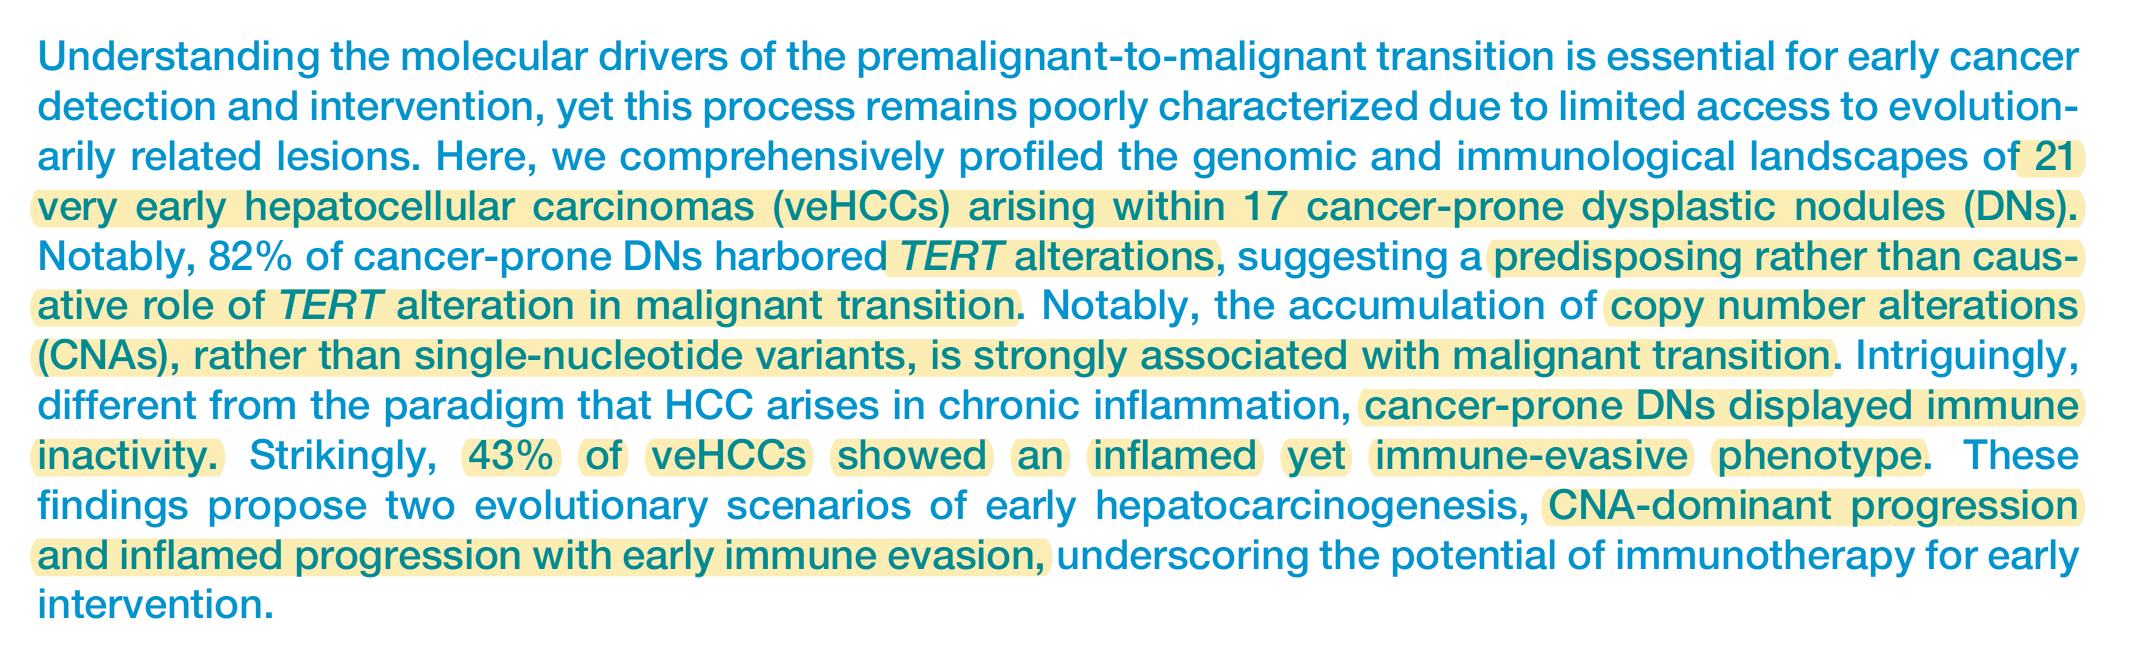 Understanding the molecular drivers of the premalignant-to-malignant transition is essential for early cancer
detection and intervention, yet this process remains poorly characterized due to limited access to evolution-
arily related lesions. Here, we comprehensively profiled the genomic and immunological landscapes of 21
very early hepatocellular carcinomas (veHCCs) arising within 17 cancer-prone dysplastic nodules (DNs).
Notably, 82% of cancer-prone DNs harbored TERT alterations, suggesting a predisposing rather than caus-
ative role of TERT alteration in malignant transition. Notably, the accumulation of copy number alterations
(CNAs), rather than single-nucleotide variants, is strongly associated with malignant transition. Intriguingly,
different from the paradigm that HCC arises in chronic inflammation, cancer-prone DNs displayed immune
inactivity. Strikingly, 43% of veHCCs showed an inflamed yet immune-evasive phenotype. These
findings propose two evolutionary scenarios of early hepatocarcinogenesis, CNA-dominant progression
and inflamed progression with early immune evasion, underscoring the potential of immunotherapy for early
intervention.